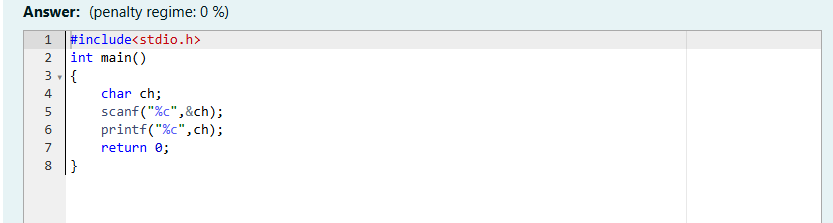 Answer: (penalty regime: 0 %)
1 #include<stdio.h>
2 int main()
3 {
4     char ch;
5     scanf("%c",&ch);
6     printf("%c",ch);
7     return 0;
8 }